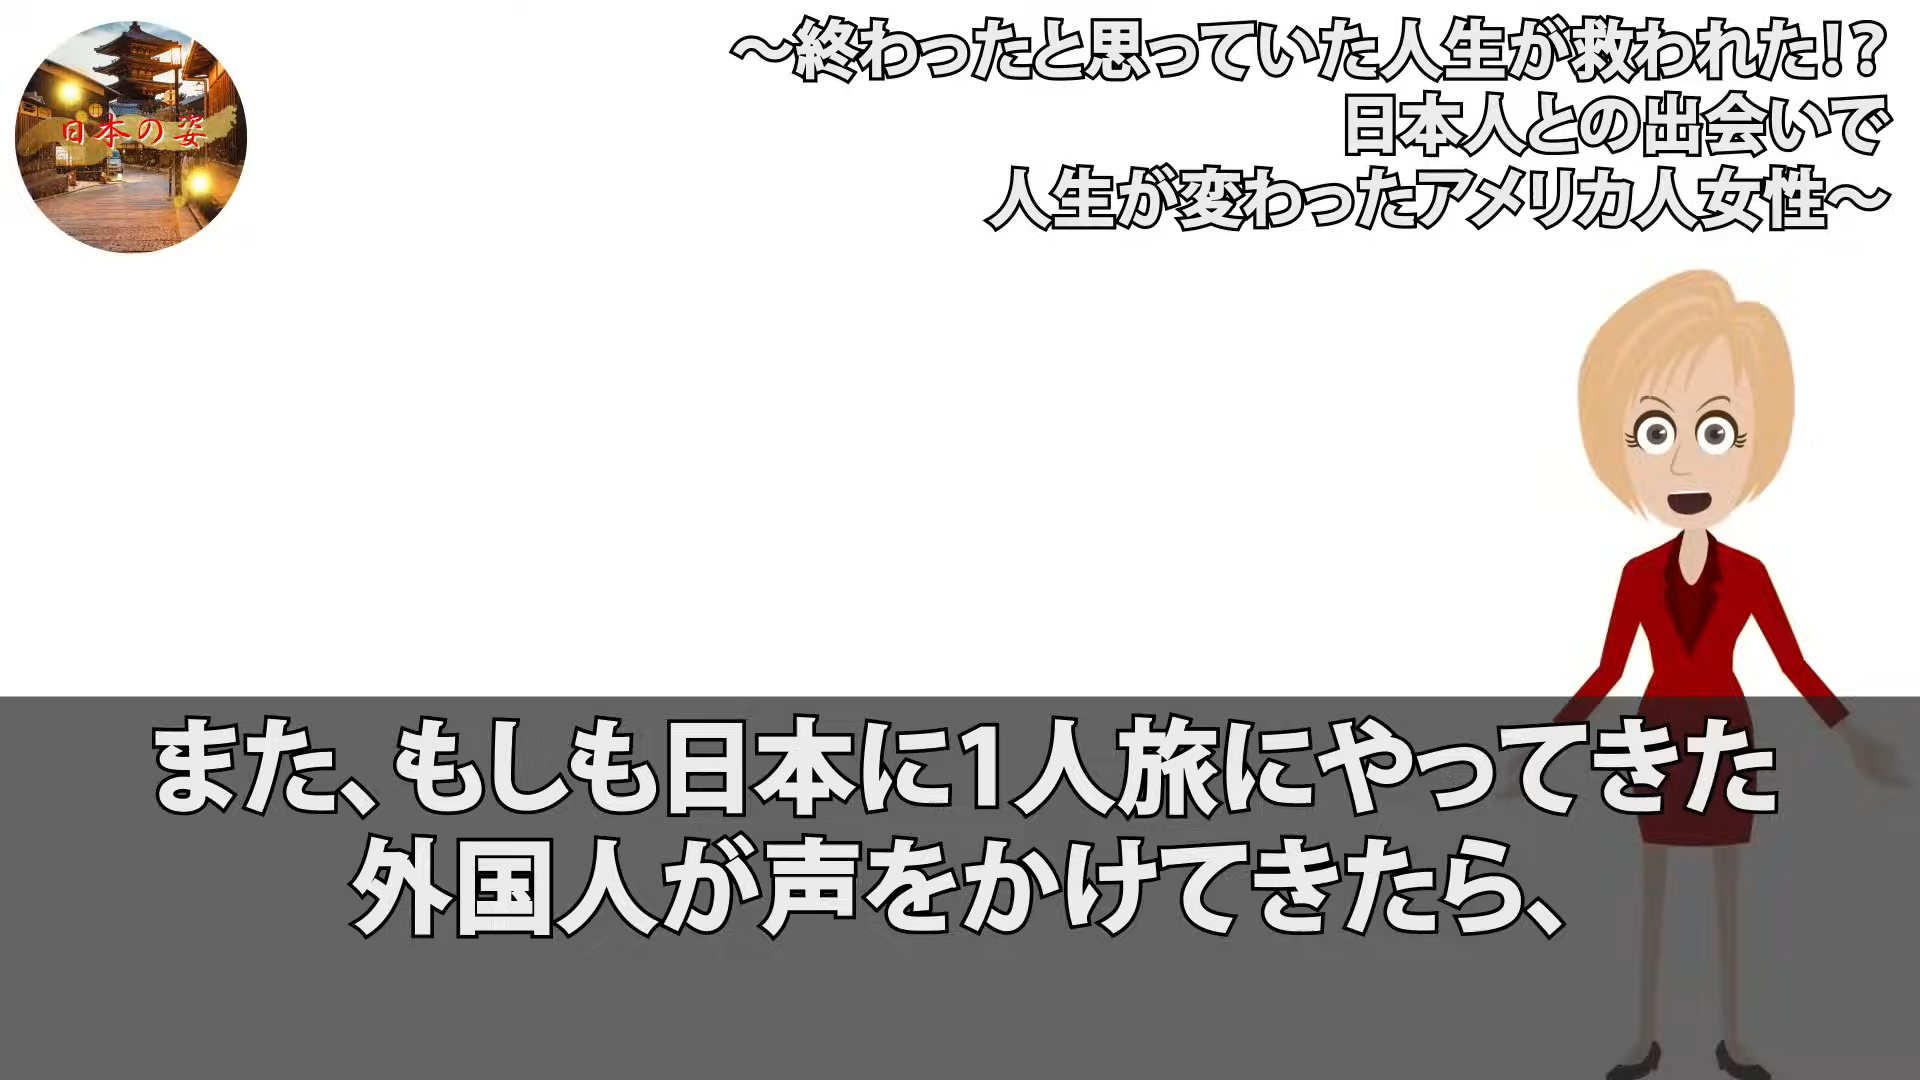 日本の姿
～終わったと思っていた人生が救われた!?
日本人との出会いで
人生が変わったアメリカ人女性～
また、もしも日本に1人旅にやってきた
外国人が声をかけてきたら、